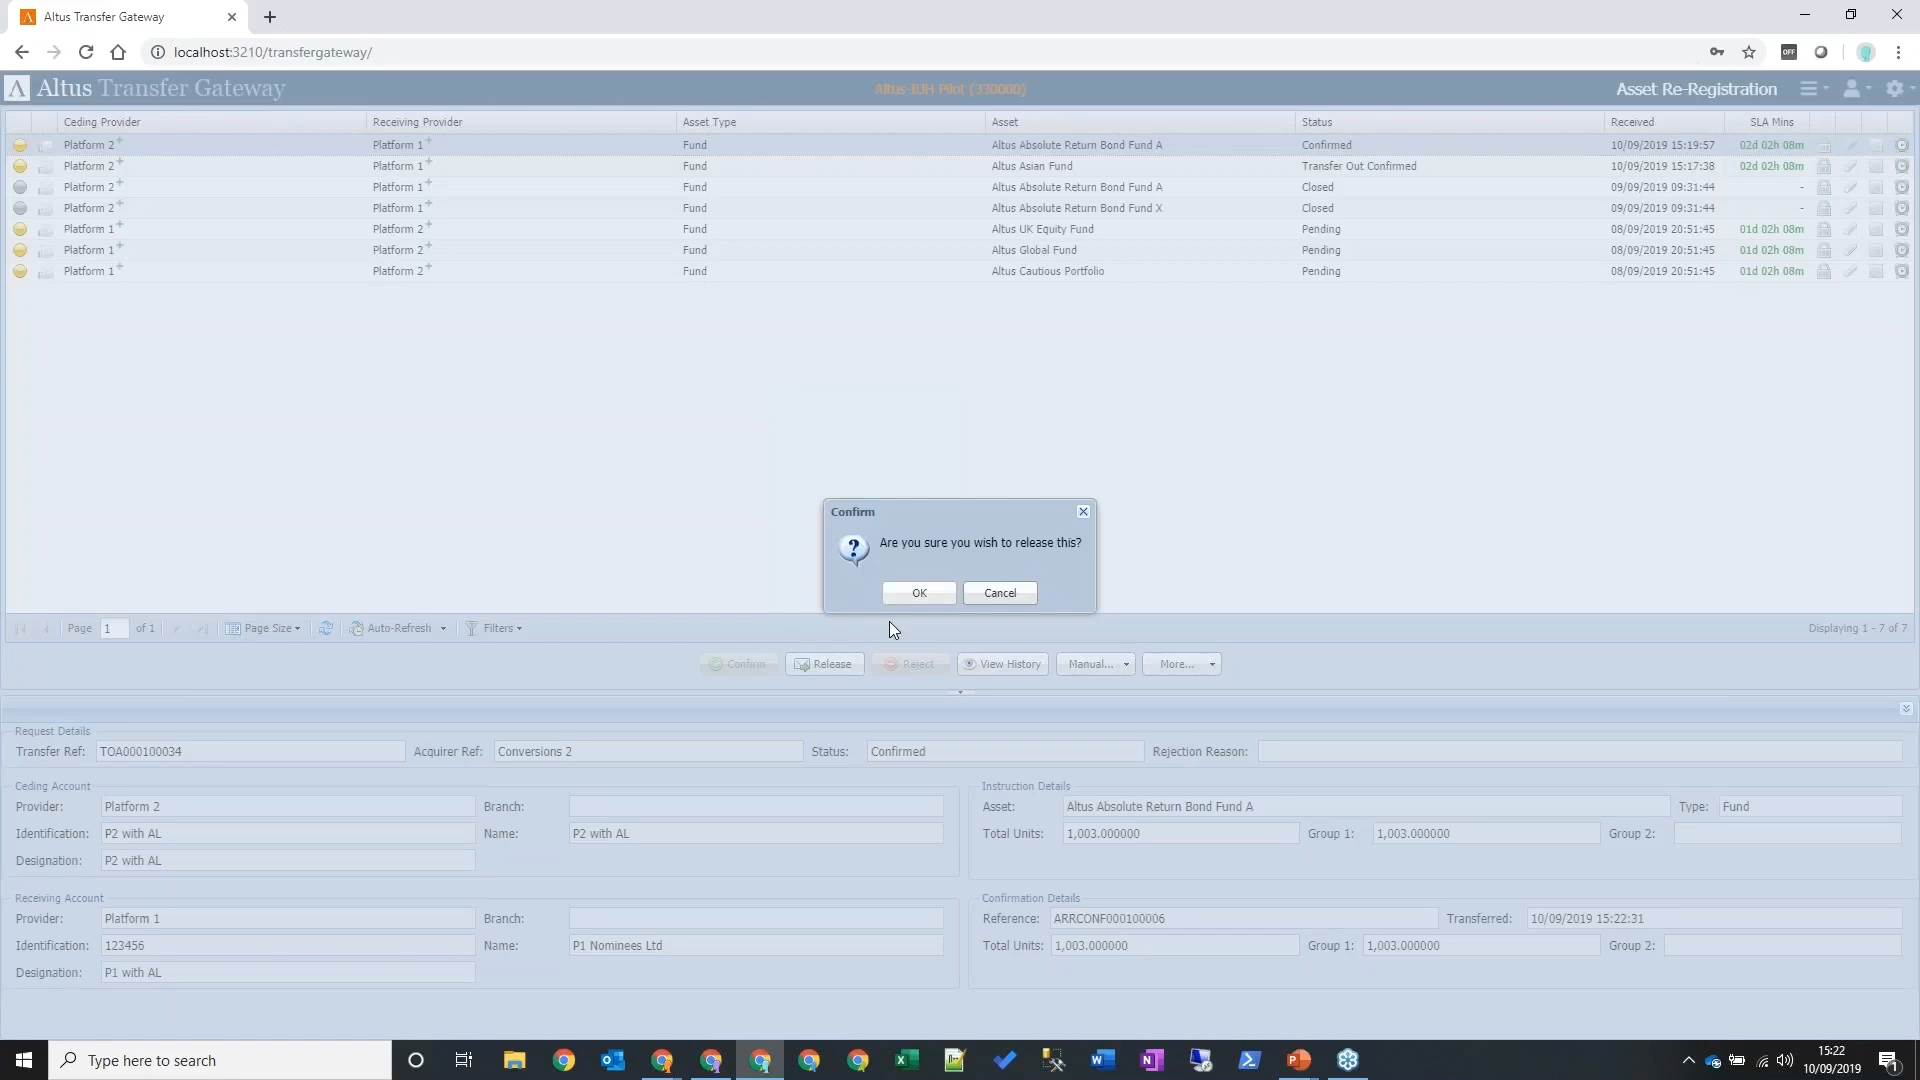 Altus Transfer Gateway
localhost:3210/transfergateway/
OFF
Altus Transfer Gateway
Altus-IUH Pilot (330000)
Asset Re-Registration
Ceding Provider Receiving Provider Asset Type Asset Status Received SLA Mins
Platform 2+ Platform 1+ Fund Altus Absolute Return Bond Fund A Confirmed 10/09/2019 15:19:57 02d 02h 08m
Platform 2+ Platform 1+ Fund Altus Asian Fund Transfer Out Confirmed 10/09/2019 15:17:38 02d 02h 08m
Platform 2+ Platform 1+ Fund Altus Absolute Return Bond Fund A Closed 09/09/2019 09:31:44 -
Platform 2+ Platform 1+ Fund Altus Absolute Return Bond Fund X Closed 09/09/2019 09:31:44 -
Platform 1+ Platform 2+ Fund Altus UK Equity Fund Pending 08/09/2019 20:51:45 01d 02h 08m
Platform 1+ Platform 2+ Fund Altus Global Fund Pending 08/09/2019 20:51:45 01d 02h 08m
Platform 1+ Platform 2+ Fund Altus Cautious Portfolio Pending 08/09/2019 20:51:45 01d 02h 08m
Confirm
Are you sure you wish to release this?
OK Cancel
Page 1 of 1 Page Size Auto-Refresh Filters Displaying 1 - 7 of 7
Confirm Release Reject View History Manual... More...
Request Details
Transfer Ref: TOA000100034 Acquirer Ref: Conversions 2 Status: Confirmed Rejection Reason:
Ceding Account
Provider: Platform 2 Branch:
Identification: P2 with AL Name: P2 with AL
Designation: P2 with AL
Instruction Details
Asset: Altus Absolute Return Bond Fund A Type: Fund
Total Units: 1,003.000000 Group 1: 1,003.000000 Group 2:
Receiving Account
Provider: Platform 1 Branch:
Identification: 123456 Name: P1 Nominees Ltd
Designation: P1 with AL
Confirmation Details
Reference: ARRCONF000100006 Transferred: 10/09/2019 15:22:31
Total Units: 1,003.000000 Group 1: 1,003.000000 Group 2:
Type here to search
15:22
10/09/2019
1